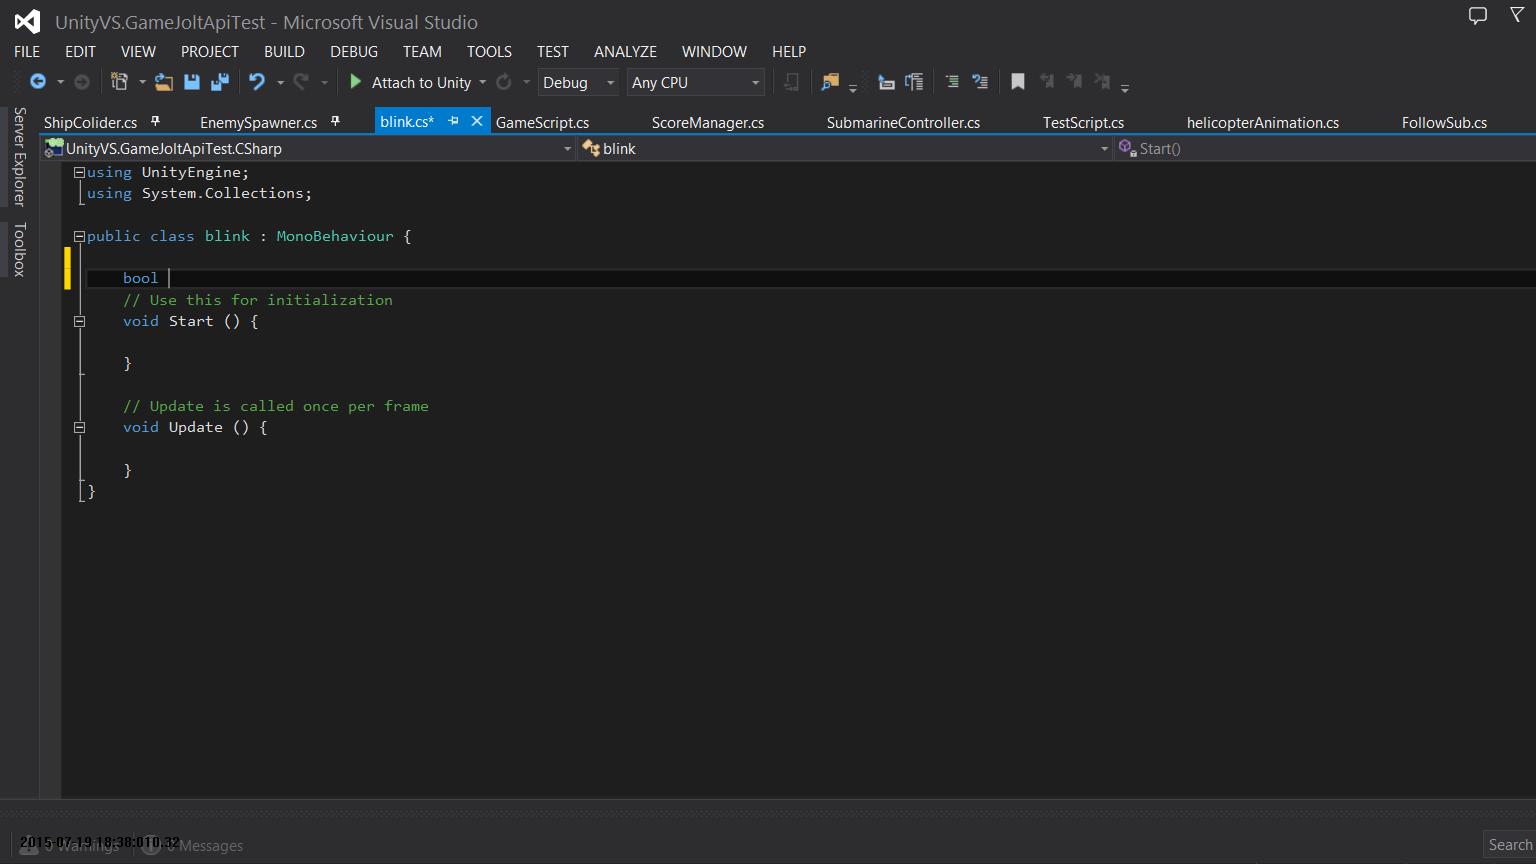 UnityVS.GameJoltApiTest - Microsoft Visual Studio
FILE EDIT VIEW PROJECT BUILD DEBUG TEAM TOOLS TEST ANALYZE WINDOW HELP
Attach to Unity Debug Any CPU
Server Explorer
Toolbox
ShipColider.cs EnemySpawner.cs blink.cs* GameScript.cs ScoreManager.cs SubmarineController.cs TestScript.cs helicopterAnimation.cs FollowSub.cs
UnityVS.GameJoltApiTest.CSharp blink Start()
using UnityEngine;
using System.Collections;
public class blink : MonoBehaviour {
bool
// Use this for initialization
void Start () {
}
// Update is called once per frame
void Update () {
}
}
2015-07-19 18:38:010.32
0 Warnings 0 Messages
Search